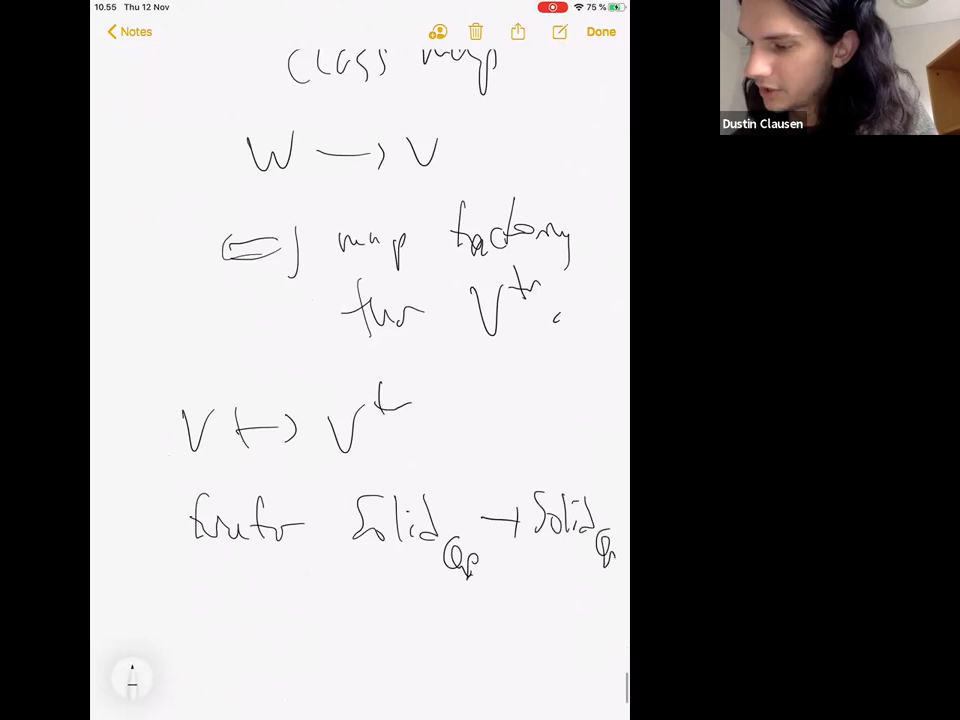 10.55 Thu 12 Nov
75 %
Notes
Done
class map
W → V
⇐⇒ map factoring
thr V^tr.
V ↦ V^tr
functor Solid_Qp → Solid_Qp
Dustin Clausen